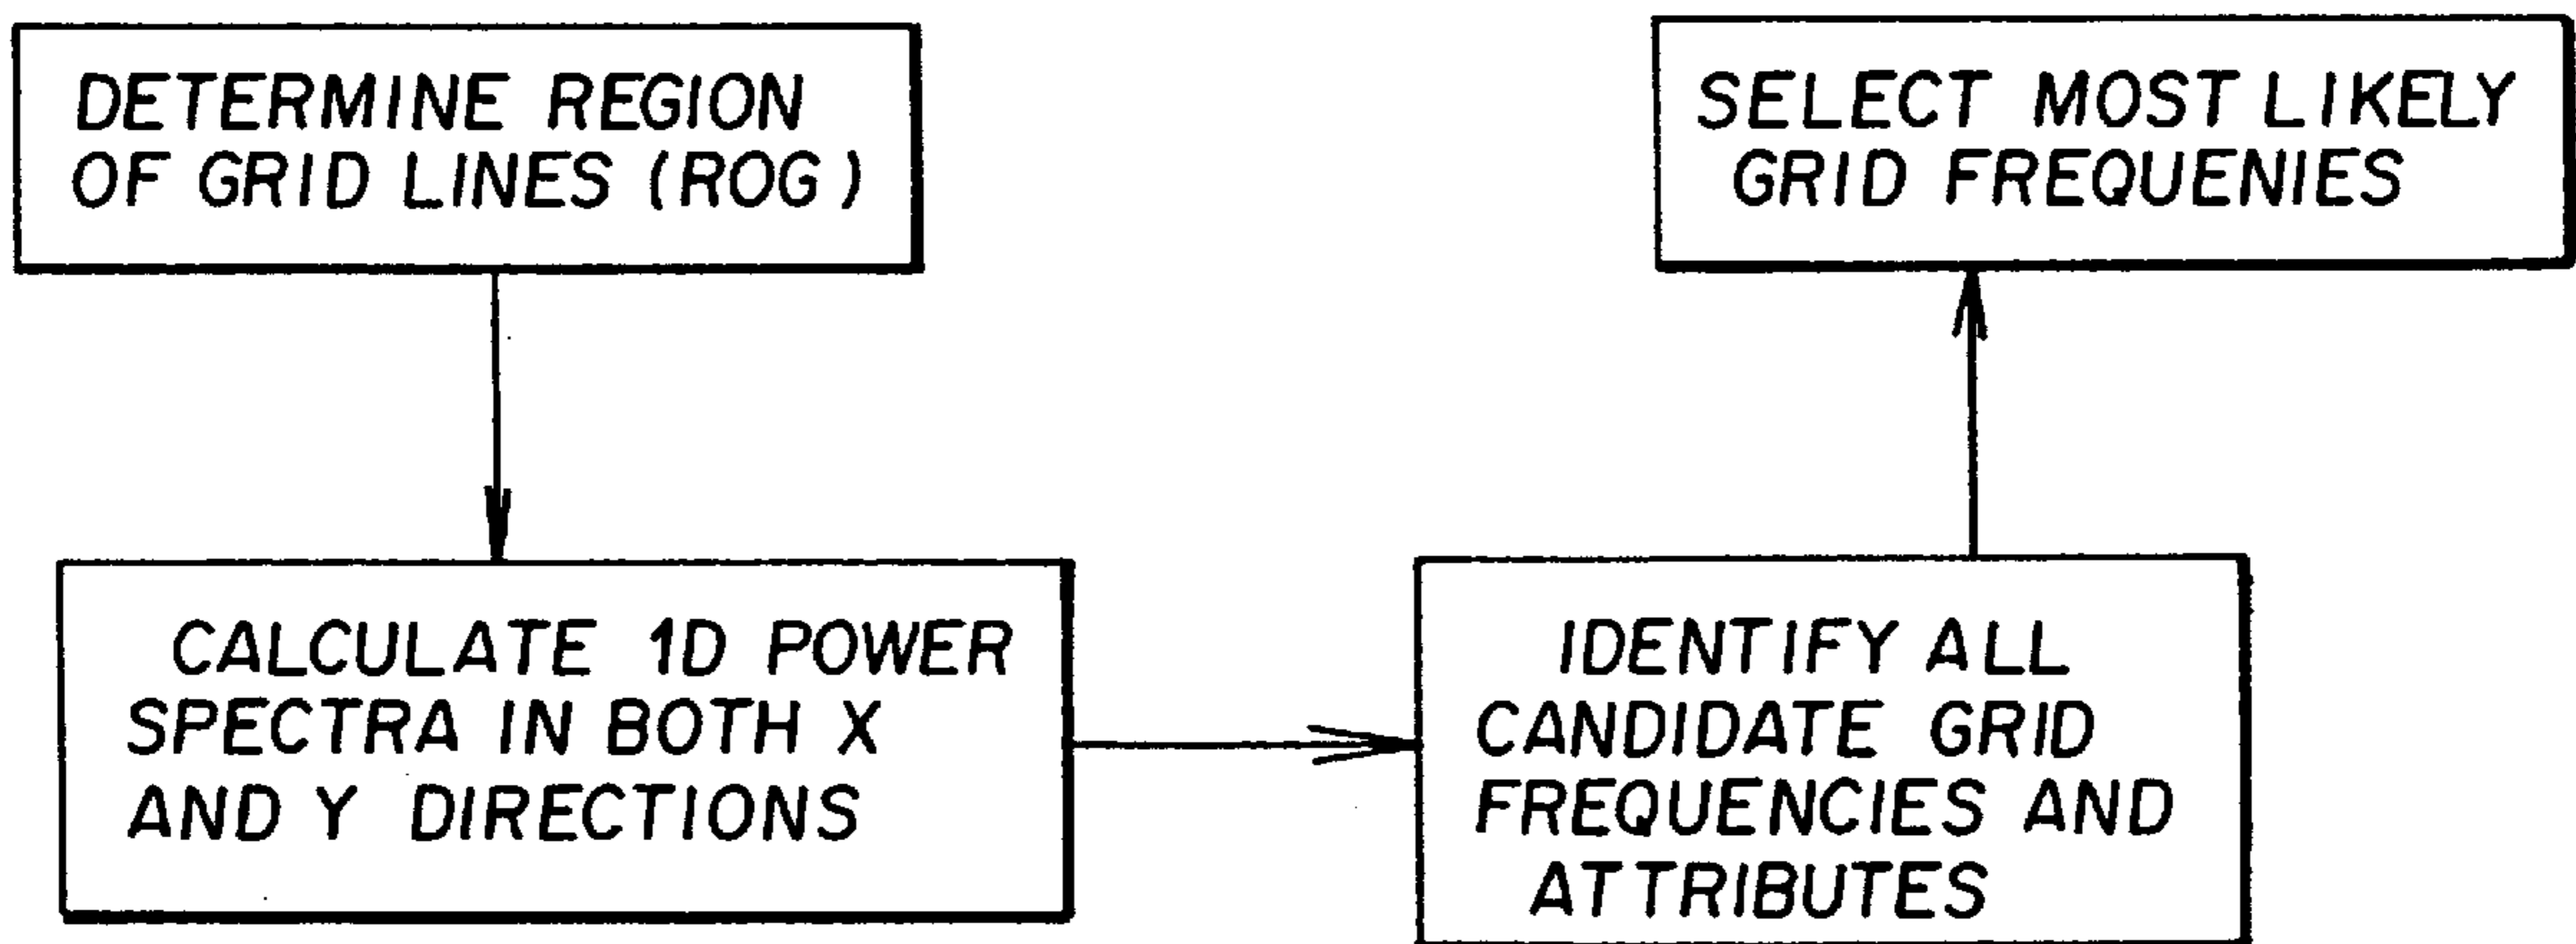 DETERMINE REGION
OF GRID LINES (ROG)
CALCULATE 1D POWER
SPECTRA IN BOTH X
AND Y DIRECTIONS
IDENTIFY ALL
CANDIDATE GRID
FREQUENCIES AND
ATTRIBUTES
SELECT MOST LIKELY
GRID FREQUENIES